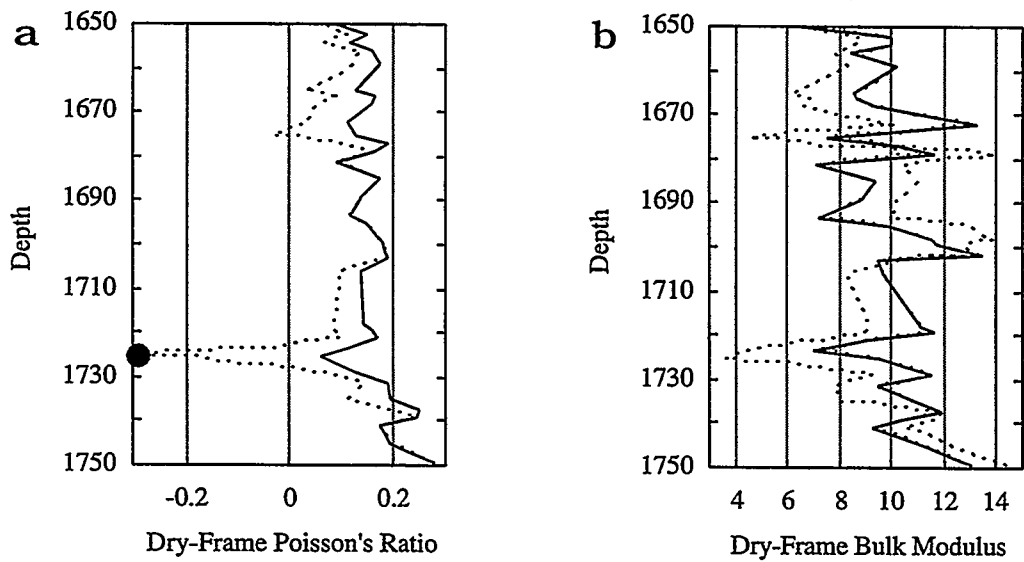 a
1650
1670
1690
1710
1730
1750
Depth
-0.2 0 0.2
Dry-Frame Poisson's Ratio
b
1650
1670
1690
1710
1730
1750
Depth
4 6 8 10 12 14
Dry-Frame Bulk Modulus